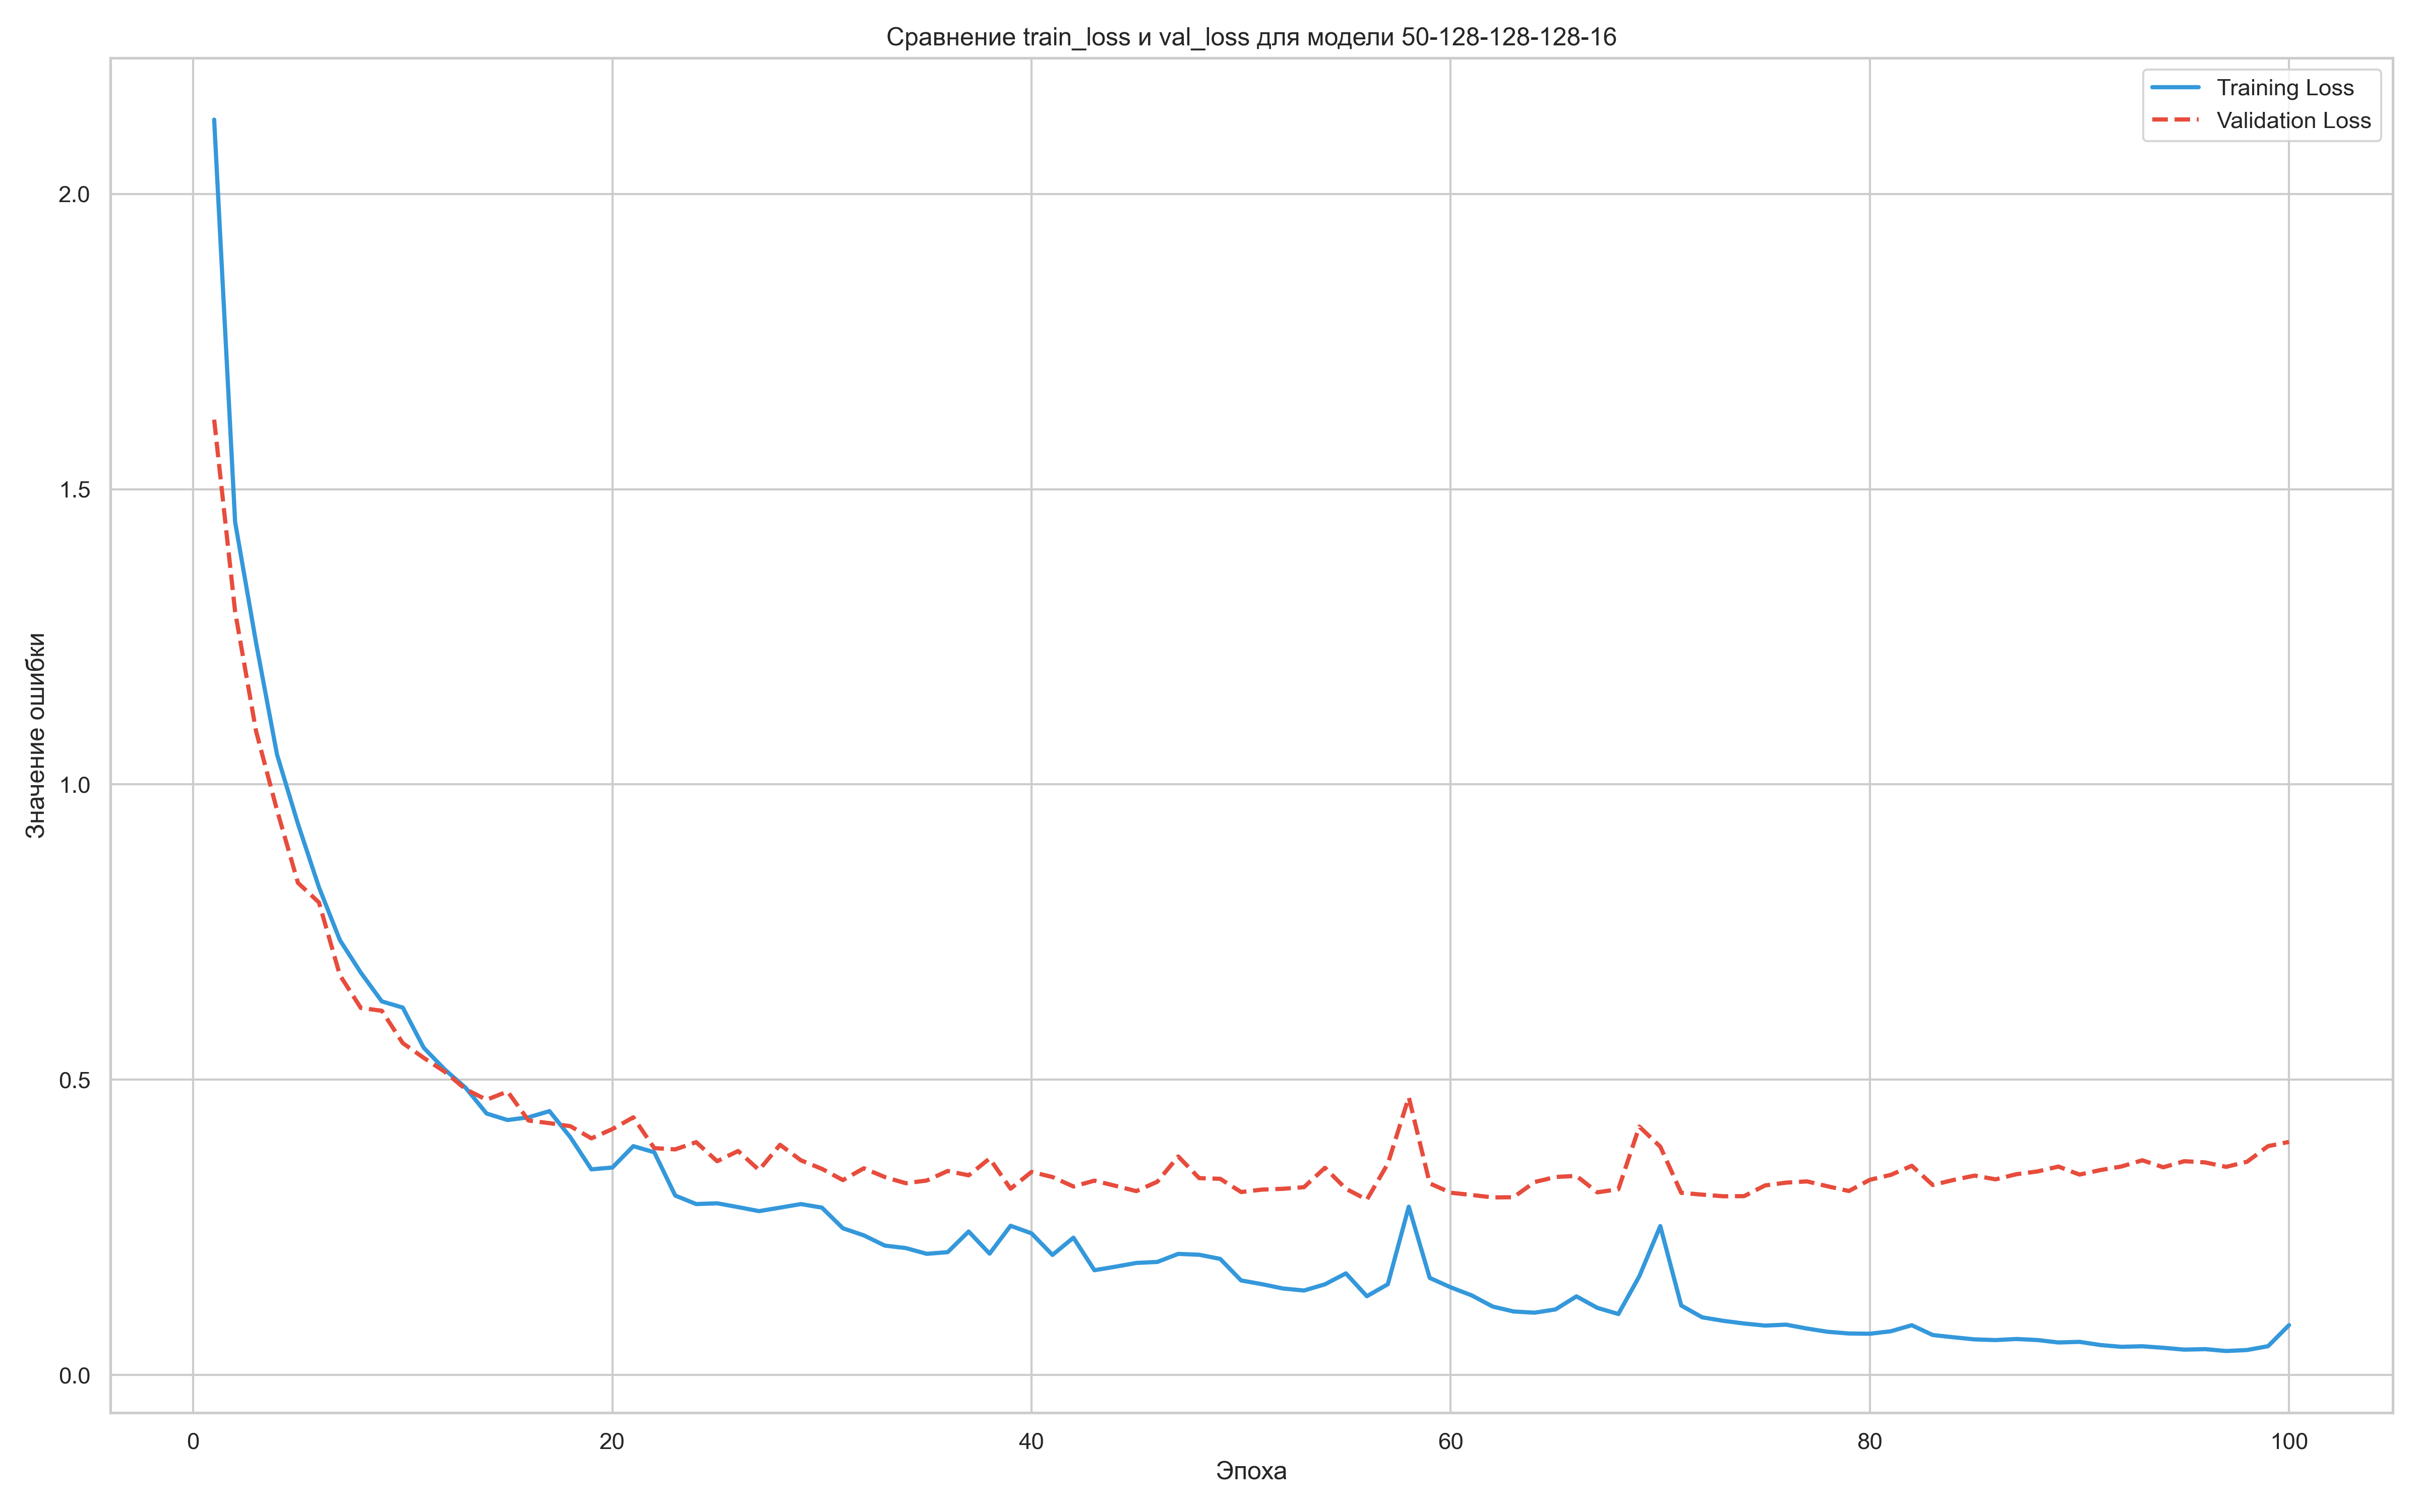 Сравнение train_loss и val_loss для модели 50-128-128-128-16
Training Loss
Validation Loss
Значение ошибки
2.0
1.5
1.0
0.5
0.0
0
20
40
60
80
100
Эпоха